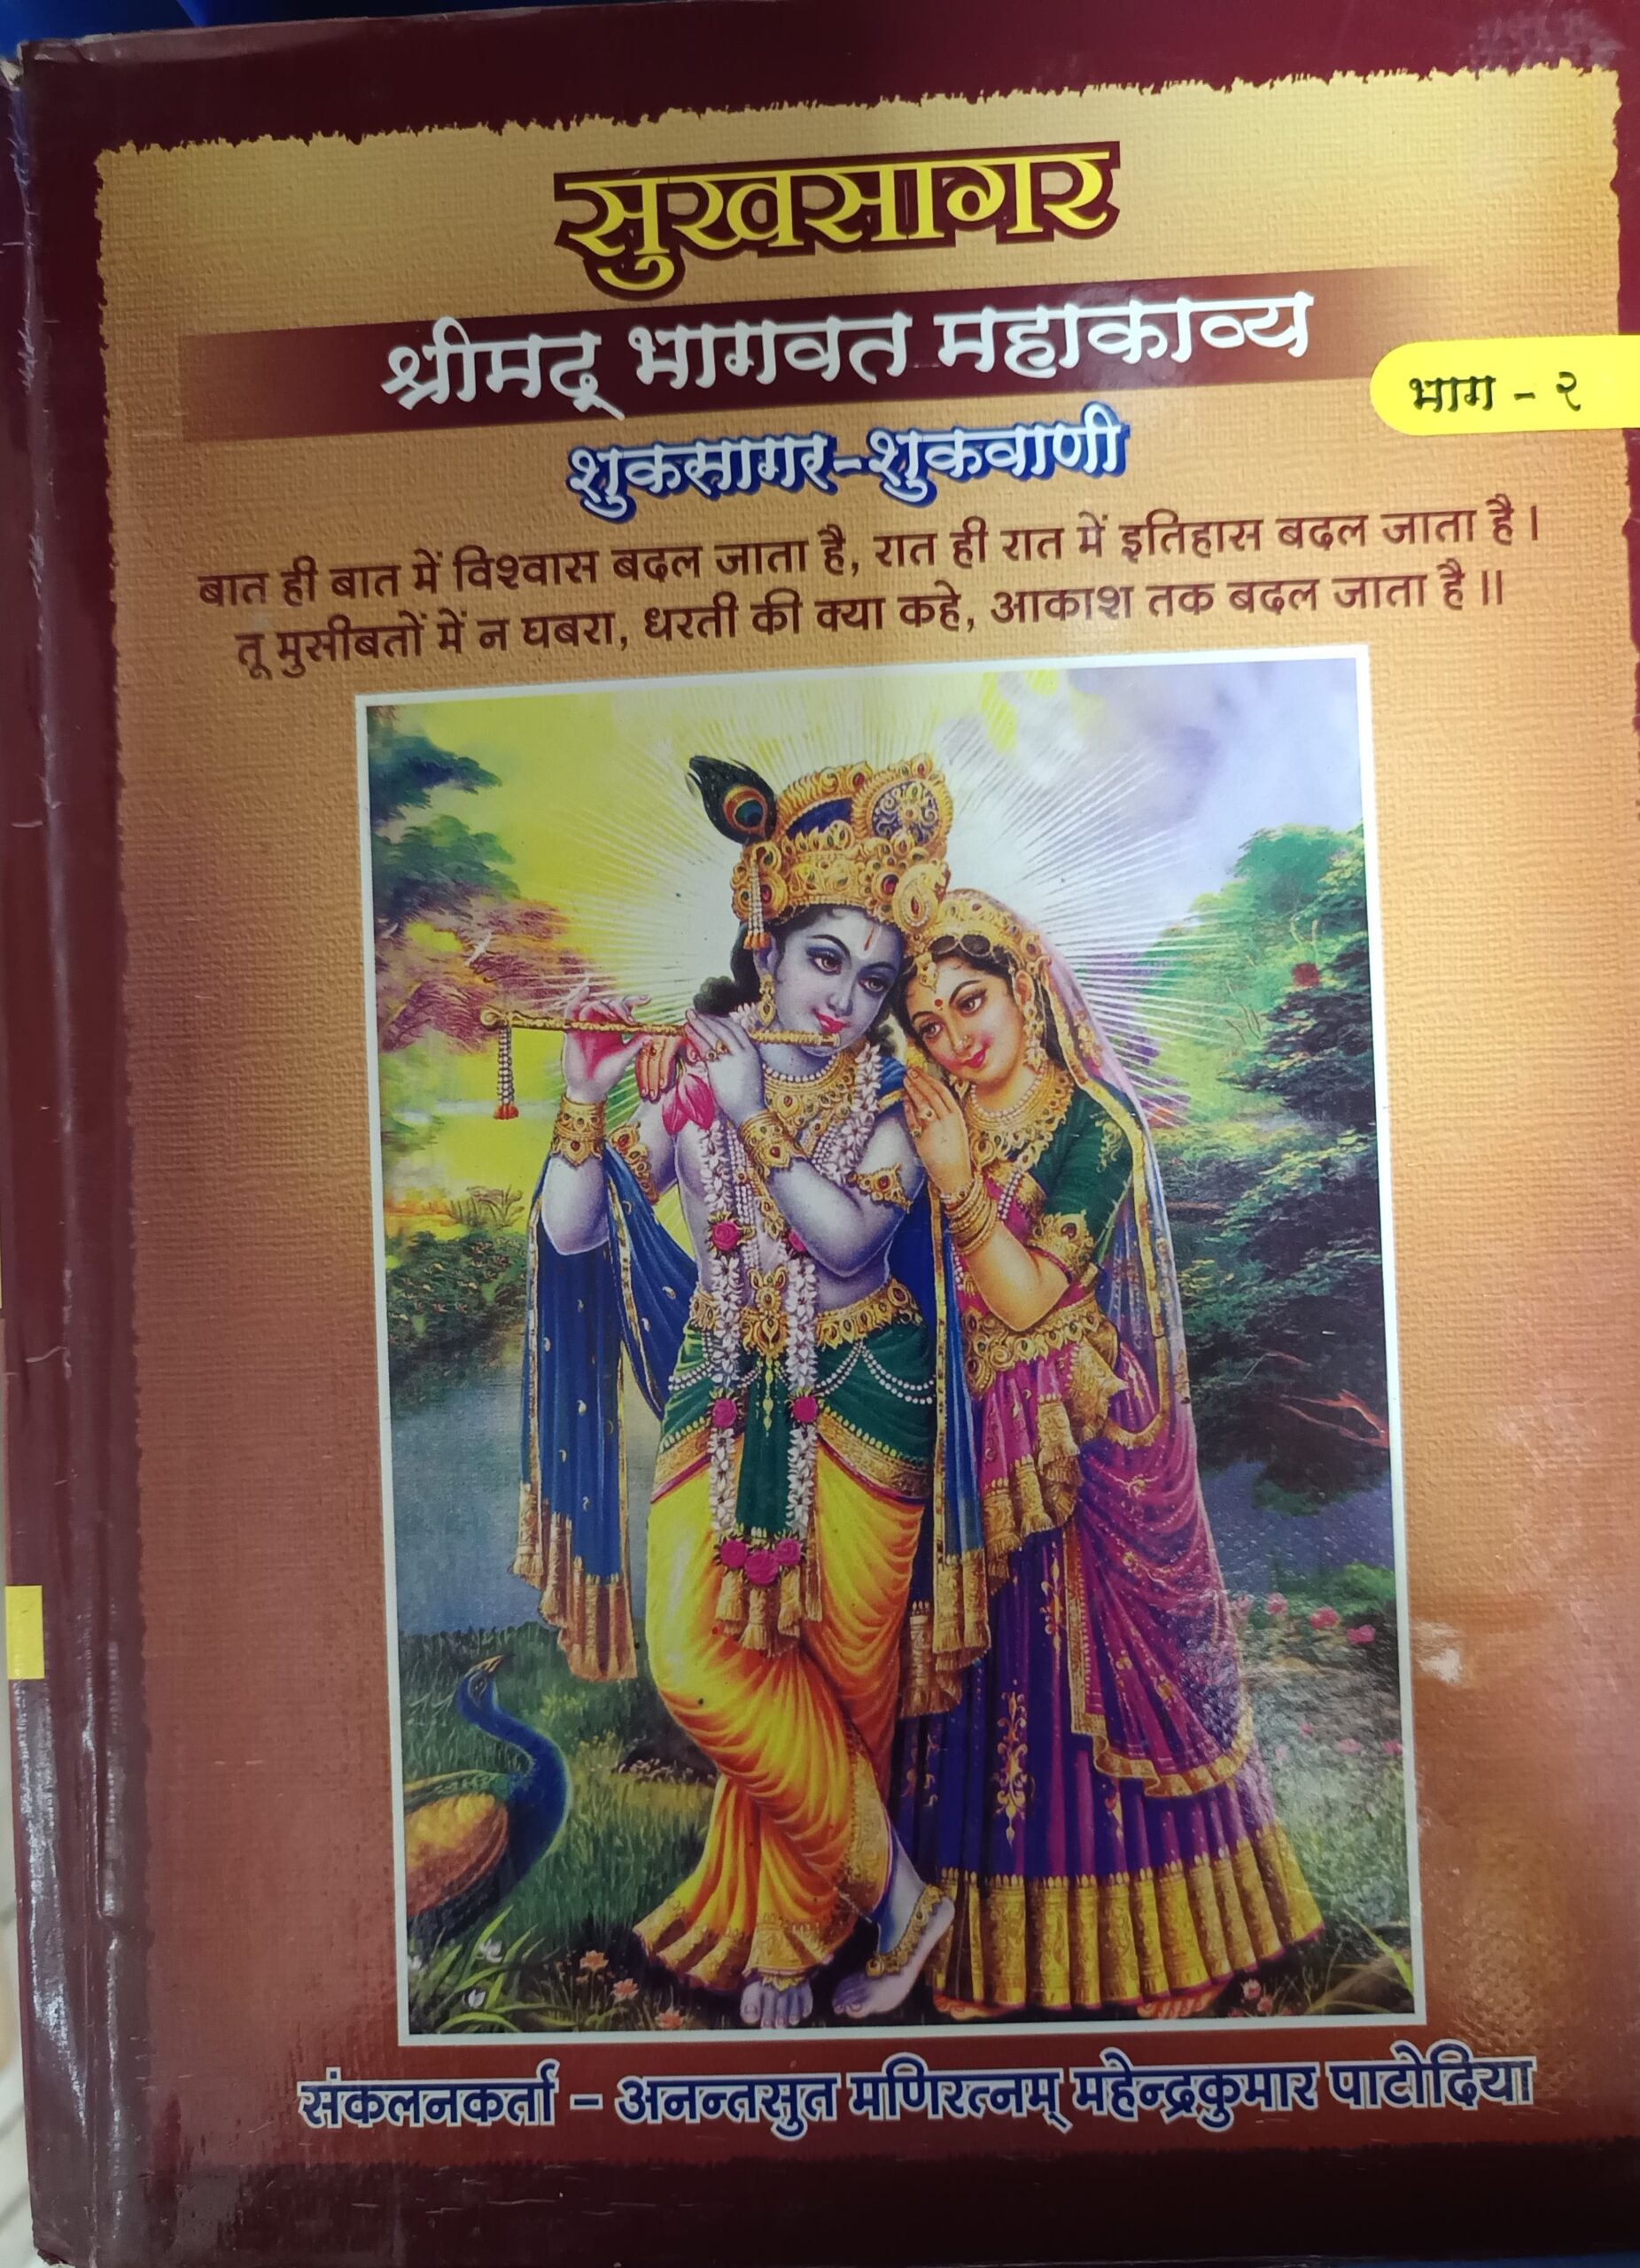 सुखसागर
श्रीमद् भागवत महाकाव्य
भाग - २
शुकसागर-शुकवाणी
बात ही बात में विश्वास बदल जाता है, रात ही रात में इतिहास बदल जाता है ।
तू मुसीबतों में न घबरा, धरती की क्या कहे, आकाश तक बदल जाता है ॥
संकलनकर्ता - अनन्तसुत मणिरत्नम् महेन्द्रकुमार पाटोदिया